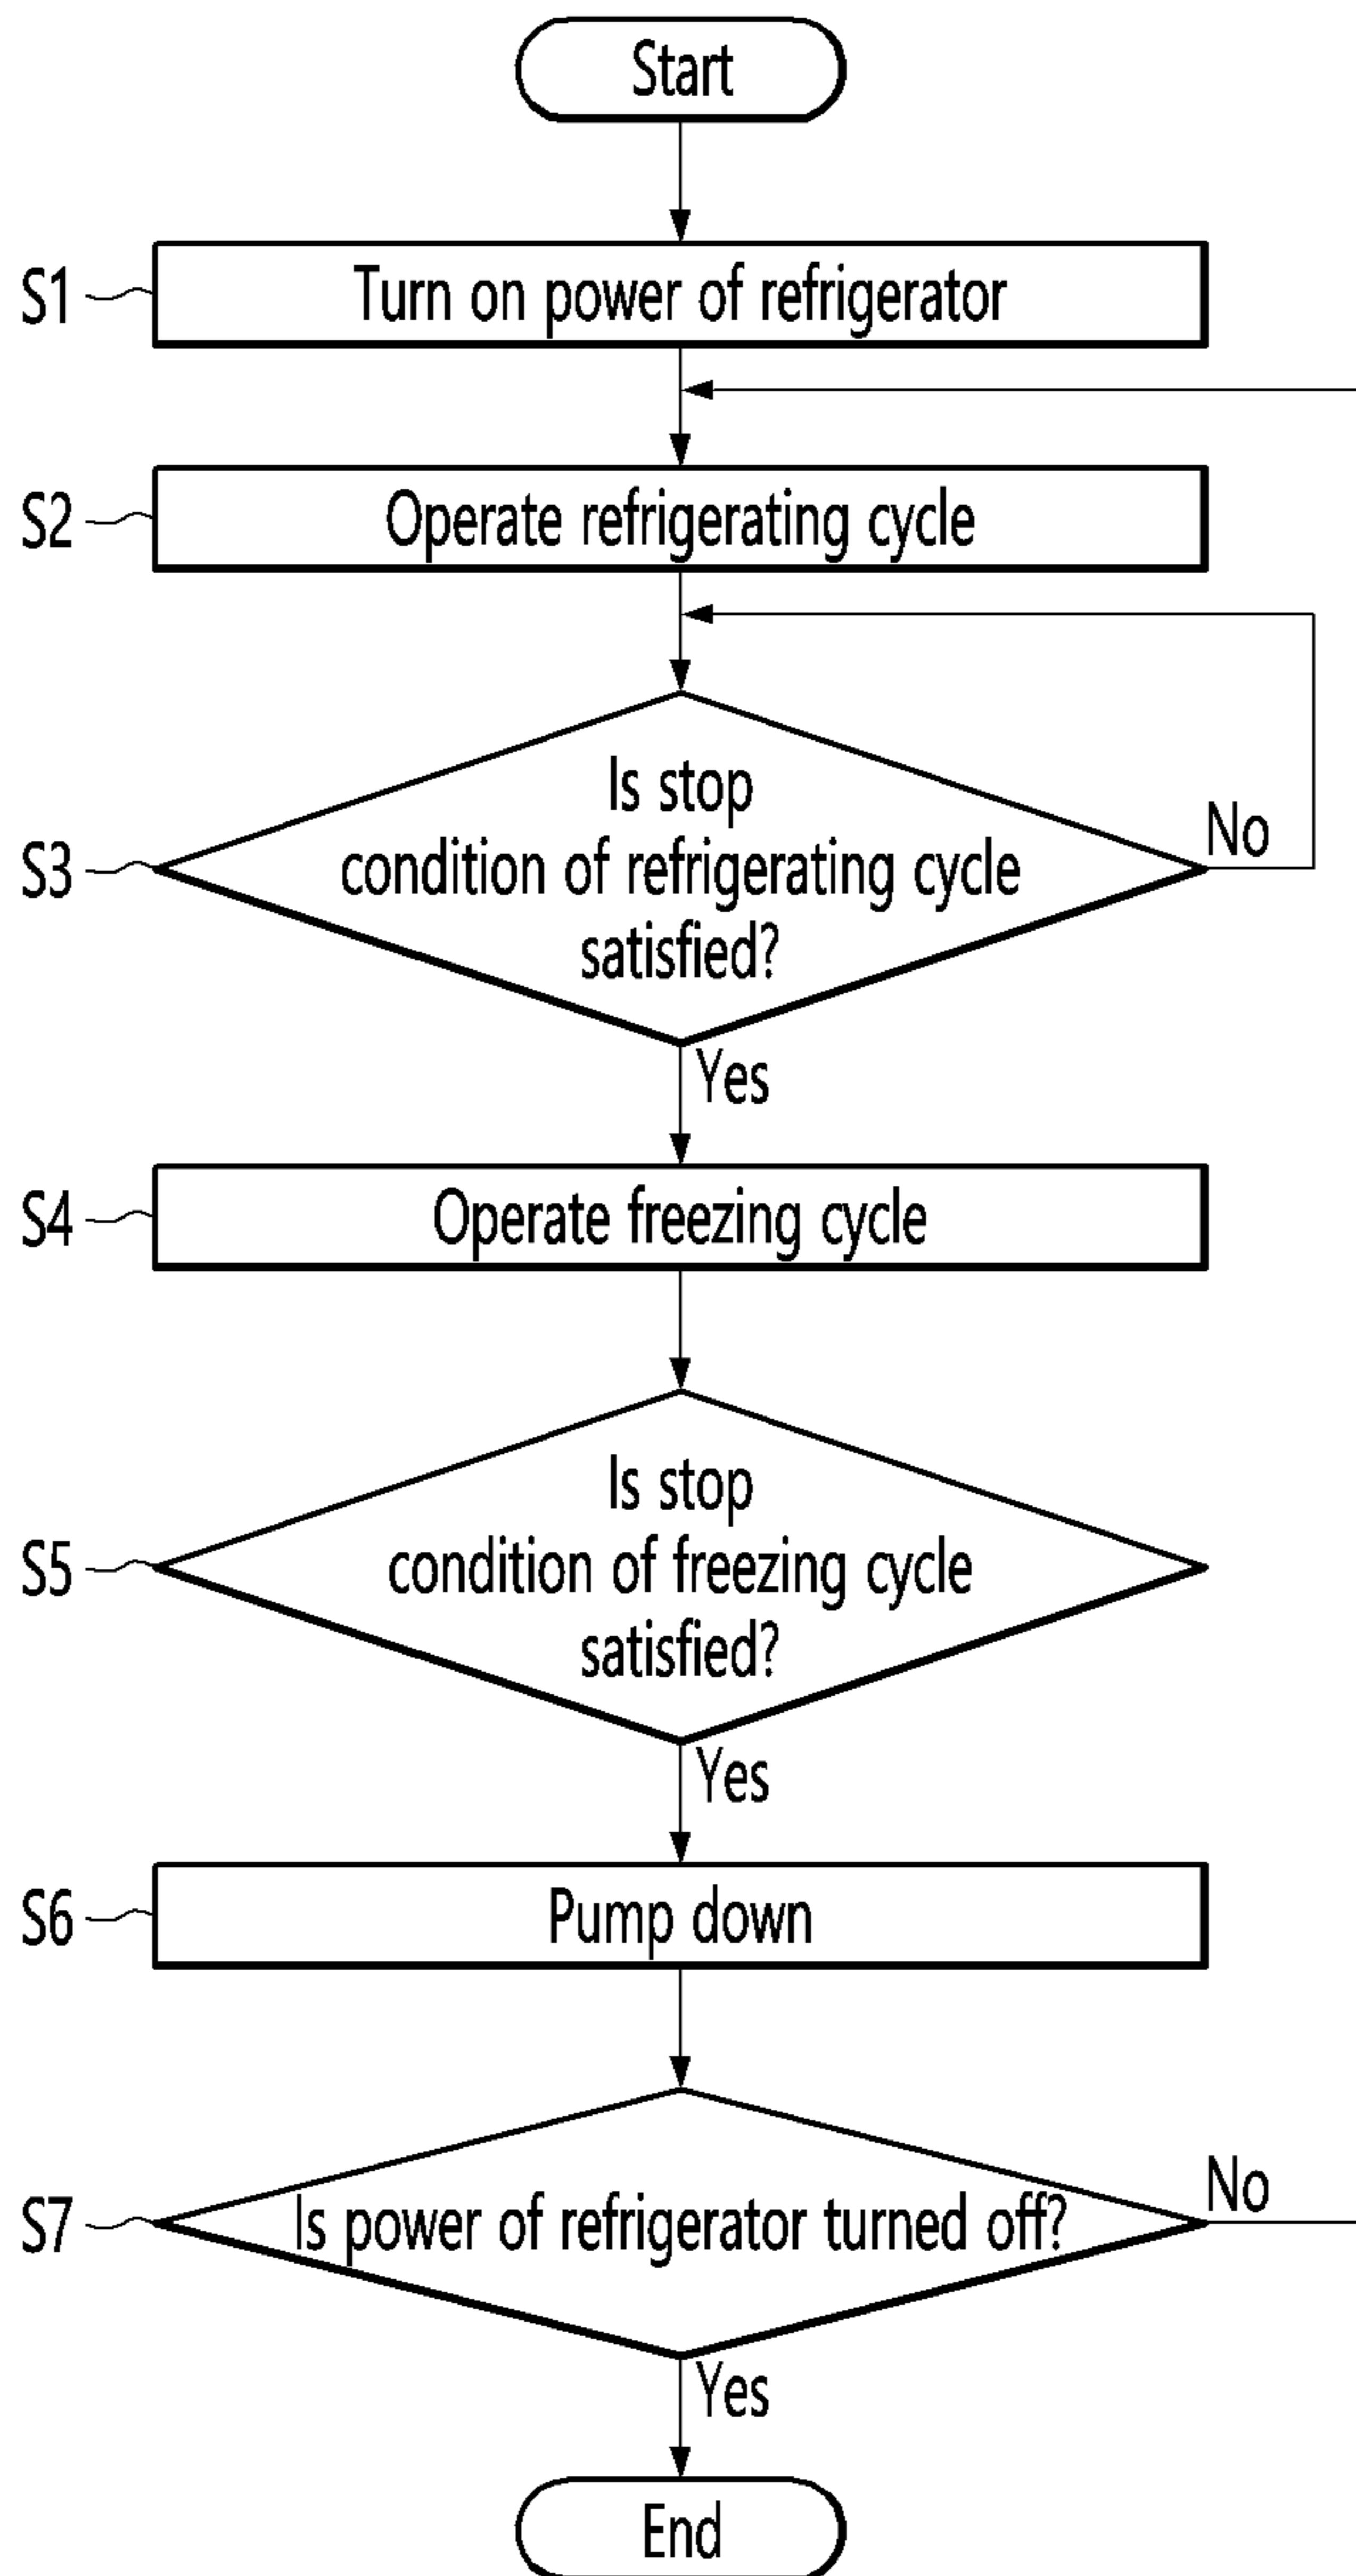 Start
S1
Turn on power of refrigerator
S2
Operate refrigerating cycle
S3
Is stop
condition of refrigerating cycle
satisfied?
No
Yes
S4
Operate freezing cycle
S5
Is stop
condition of freezing cycle
satisfied?
Yes
S6
Pump down
S7
Is power of refrigerator turned off?
No
Yes
End